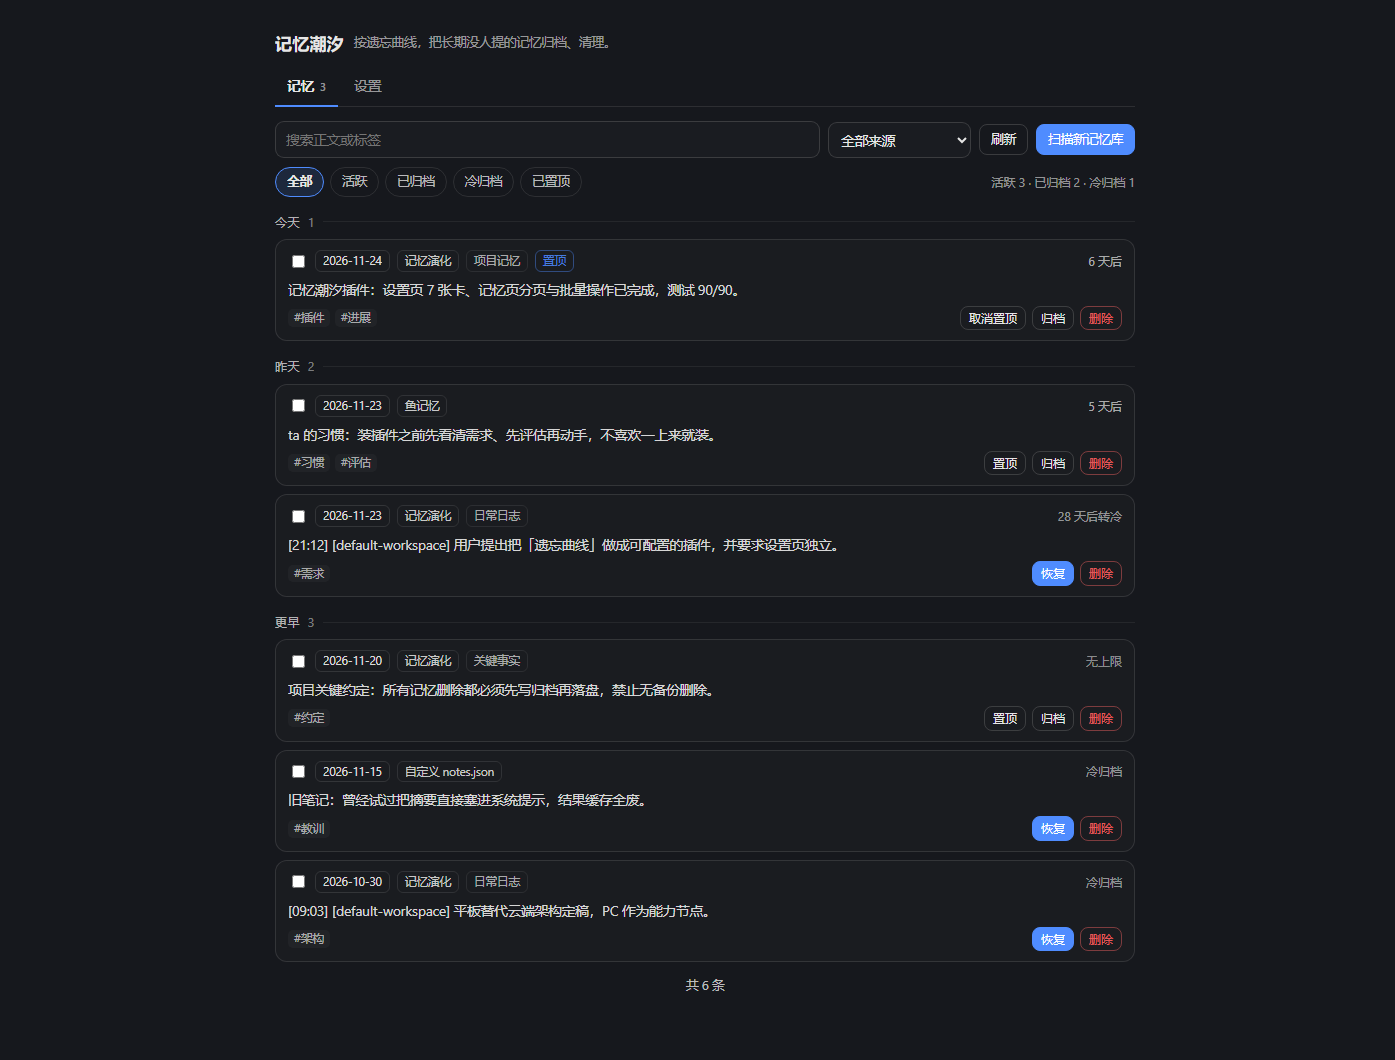 记忆潮汐 按遗忘曲线，把长期没人提的记忆归档、清理。
记忆 3 设置
搜索正文或标签 全部来源 刷新 扫描新记忆库
全部 活跃 已归档 冷归档 已置顶 活跃 3 · 已归档 2 · 冷归档 1
今天 1
2026-11-24 记忆演化 项目记忆 置顶 6 天后
记忆潮汐插件：设置页 7 张卡、记忆页分页与批量操作已完成，测试 90/90。
#插件 #进展 取消置顶 归档 删除
昨天 2
2026-11-23 鱼记忆 5 天后
ta 的习惯：装插件之前先看清需求、先评估再动手，不喜欢一上来就装。
#习惯 #评估 置顶 归档 删除
2026-11-23 记忆演化 日常日志 28 天后转冷
[21:12] [default-workspace] 用户提出把「遗忘曲线」做成可配置的插件，并要求设置页独立。
#需求 恢复 删除
更早 3
2026-11-20 记忆演化 关键事实 无上限
项目关键约定：所有记忆删除都必须先写归档再落盘，禁止无备份删除。
#约定 置顶 归档 删除
2026-11-15 自定义 notes.json 冷归档
旧笔记：曾经试过把摘要直接塞进系统提示，结果缓存全废。
#教训 恢复 删除
2026-10-30 记忆演化 日常日志 冷归档
[09:03] [default-workspace] 平板替代云端架构定稿，PC 作为能力节点。
#架构 恢复 删除
共 6 条